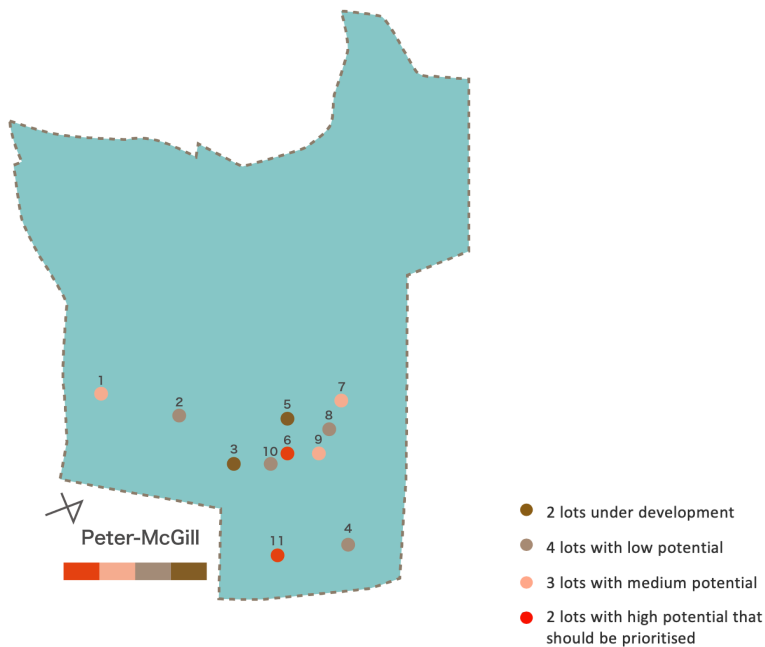 1
2
7
5
8
3
10
6
9
4
11
Peter-McGill
2 lots under development
4 lots with low potential
3 lots with medium potential
2 lots with high potential that
should be prioritised